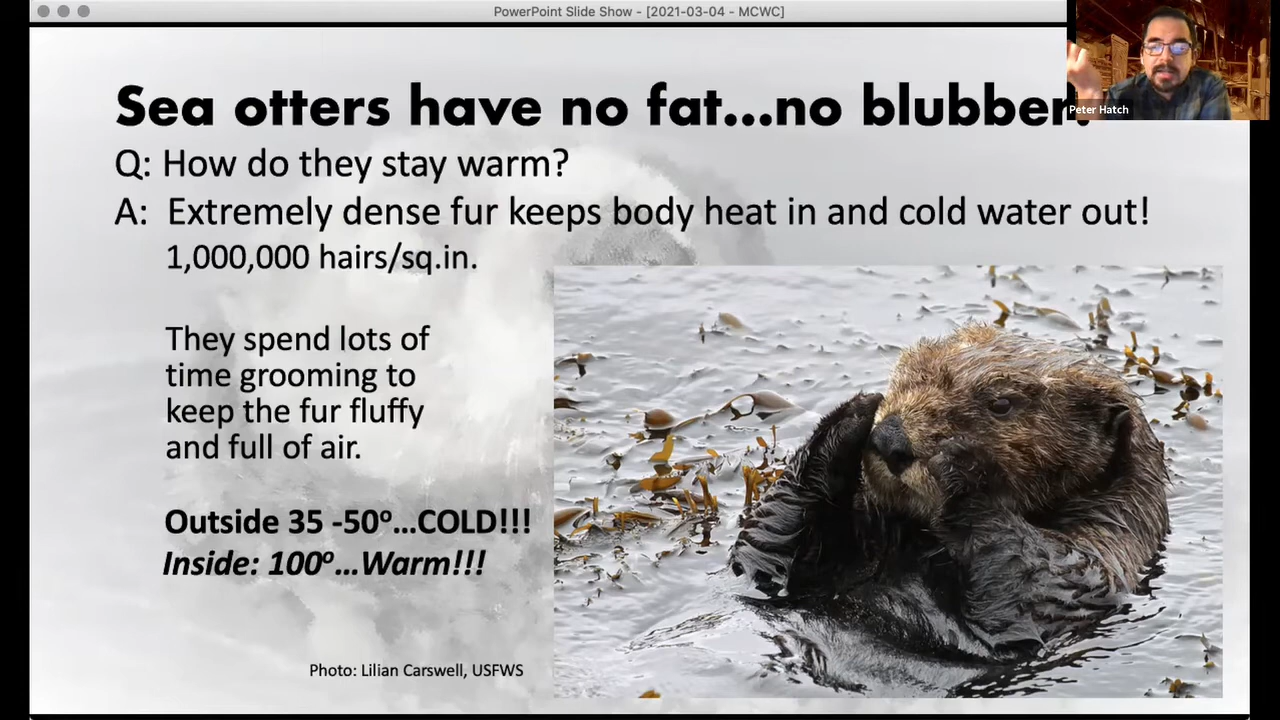 PowerPoint Slide Show - [2021-03-04 - MCWC]
Sea otters have no fat...no blubber.
Peter Hatch
Q: How do they stay warm?
A: Extremely dense fur keeps body heat in and cold water out!
1,000,000 hairs/sq.in.
They spend lots of
time grooming to
keep the fur fluffy
and full of air.
Outside 35 -50º...COLD!!!
Inside: 100º...Warm!!!
Photo: Lilian Carswell, USFWS